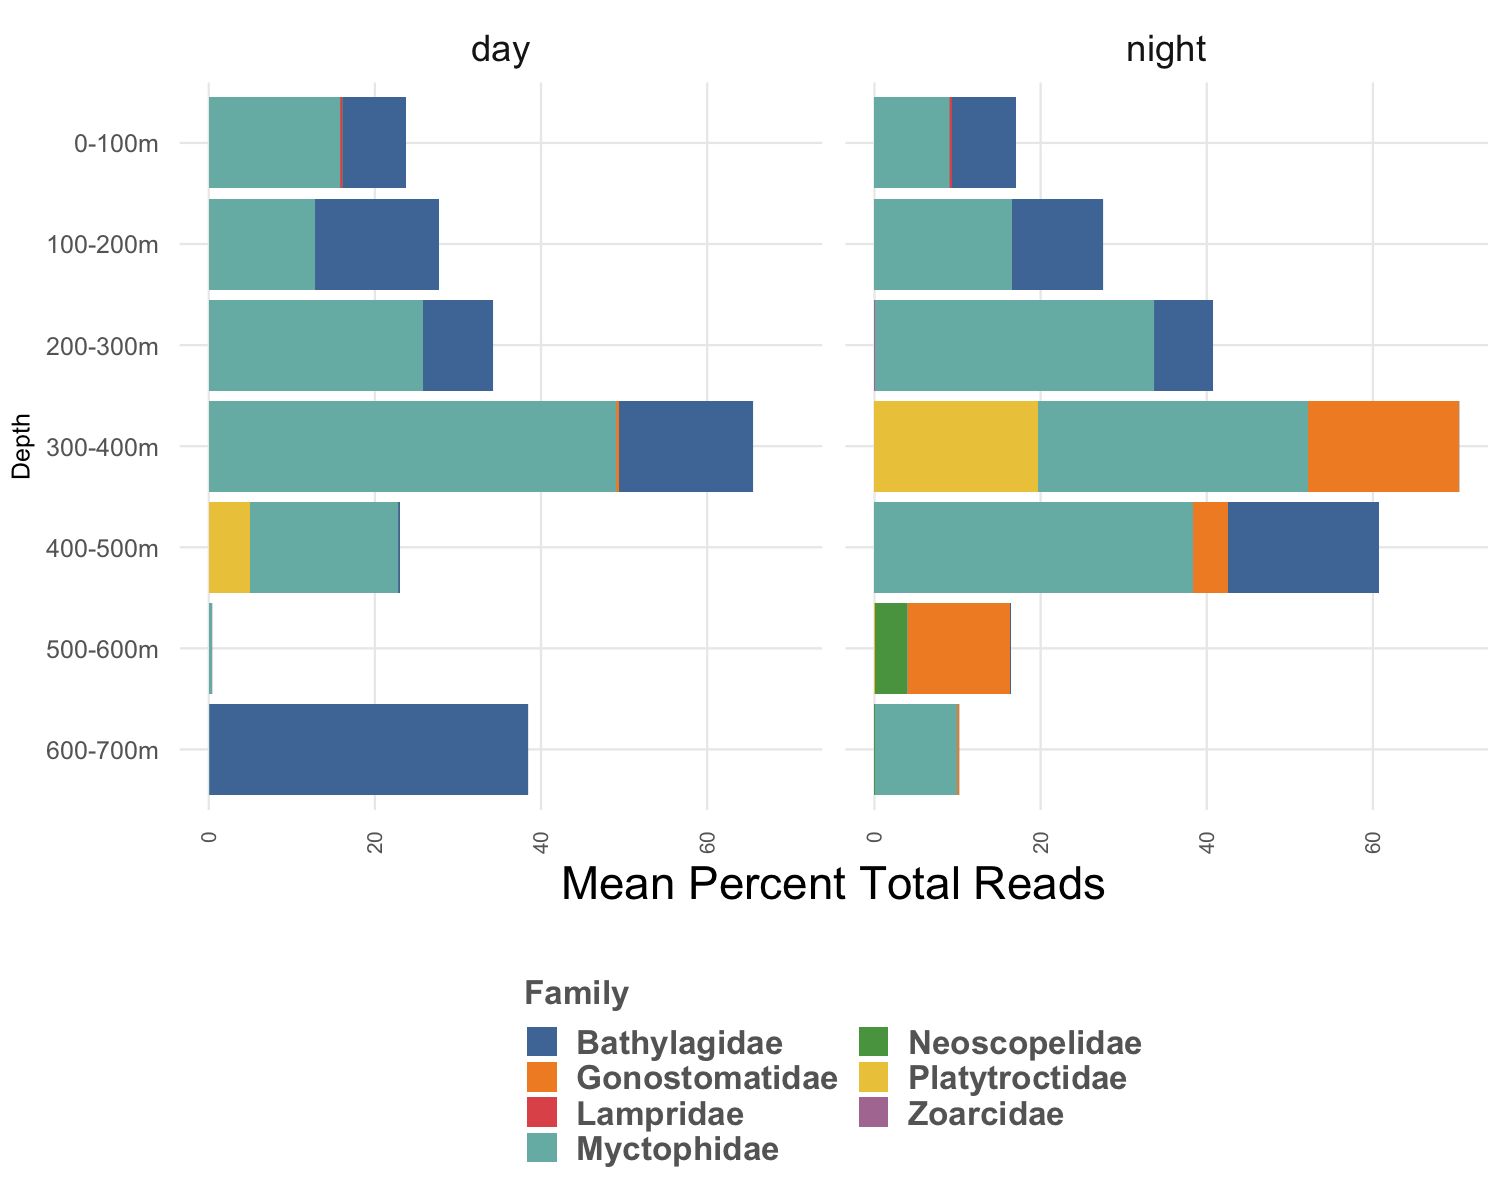 day night
0-100m
100-200m
200-300m
300-400m
400-500m
500-600m
600-700m
Depth
0 20 40 60 0 20 40 60
Mean Percent Total Reads
Family
Bathylagidae Neoscopelidae
Gonostomatidae Platytroctidae
Lampridae Zoarcidae
Myctophidae